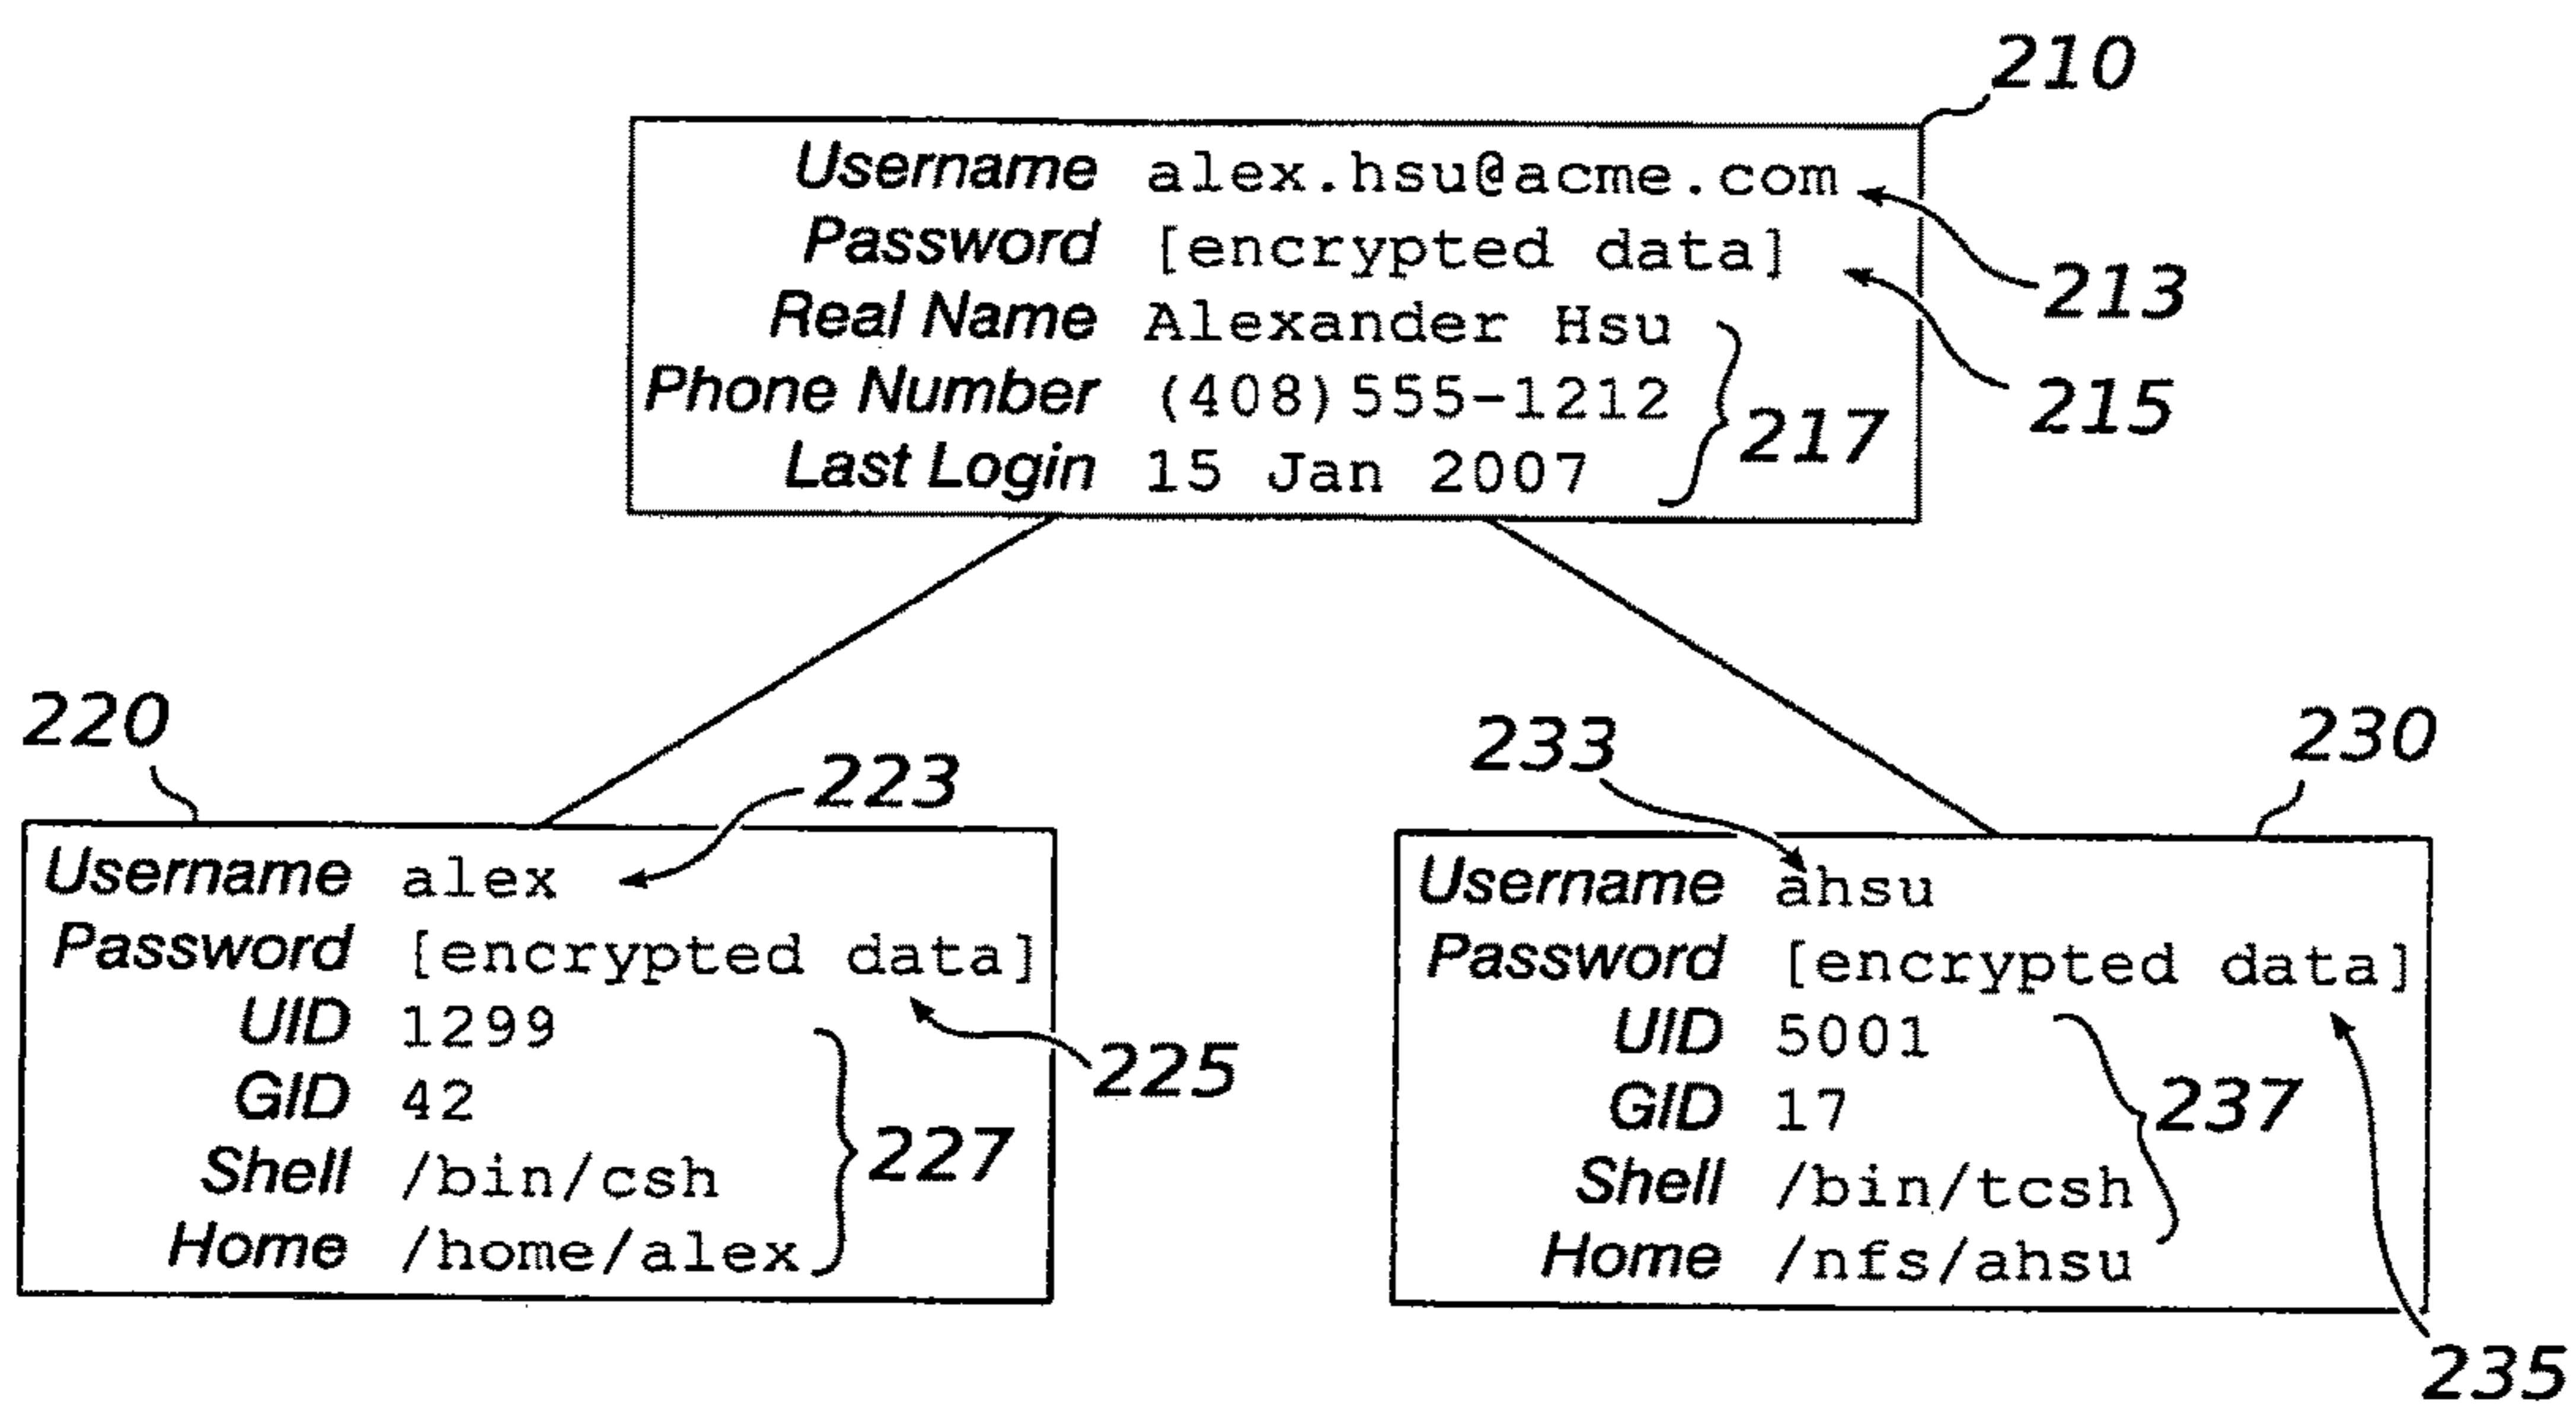 210
Username alex.hsu@acme.com
Password [encrypted data]
213
Real Name Alexander Hsu
Phone Number (408)555-1212
215
217
Last Login 15 Jan 2007
220
223
Username alex
Password [encrypted data]
UID 1299
225
GID 42
227
Shell /bin/csh
Home /home/alex
233
230
Username ahsu
Password [encrypted data]
UID 5001
GID 17
237
Shell /bin/tcsh
Home /nfs/ahsu
235